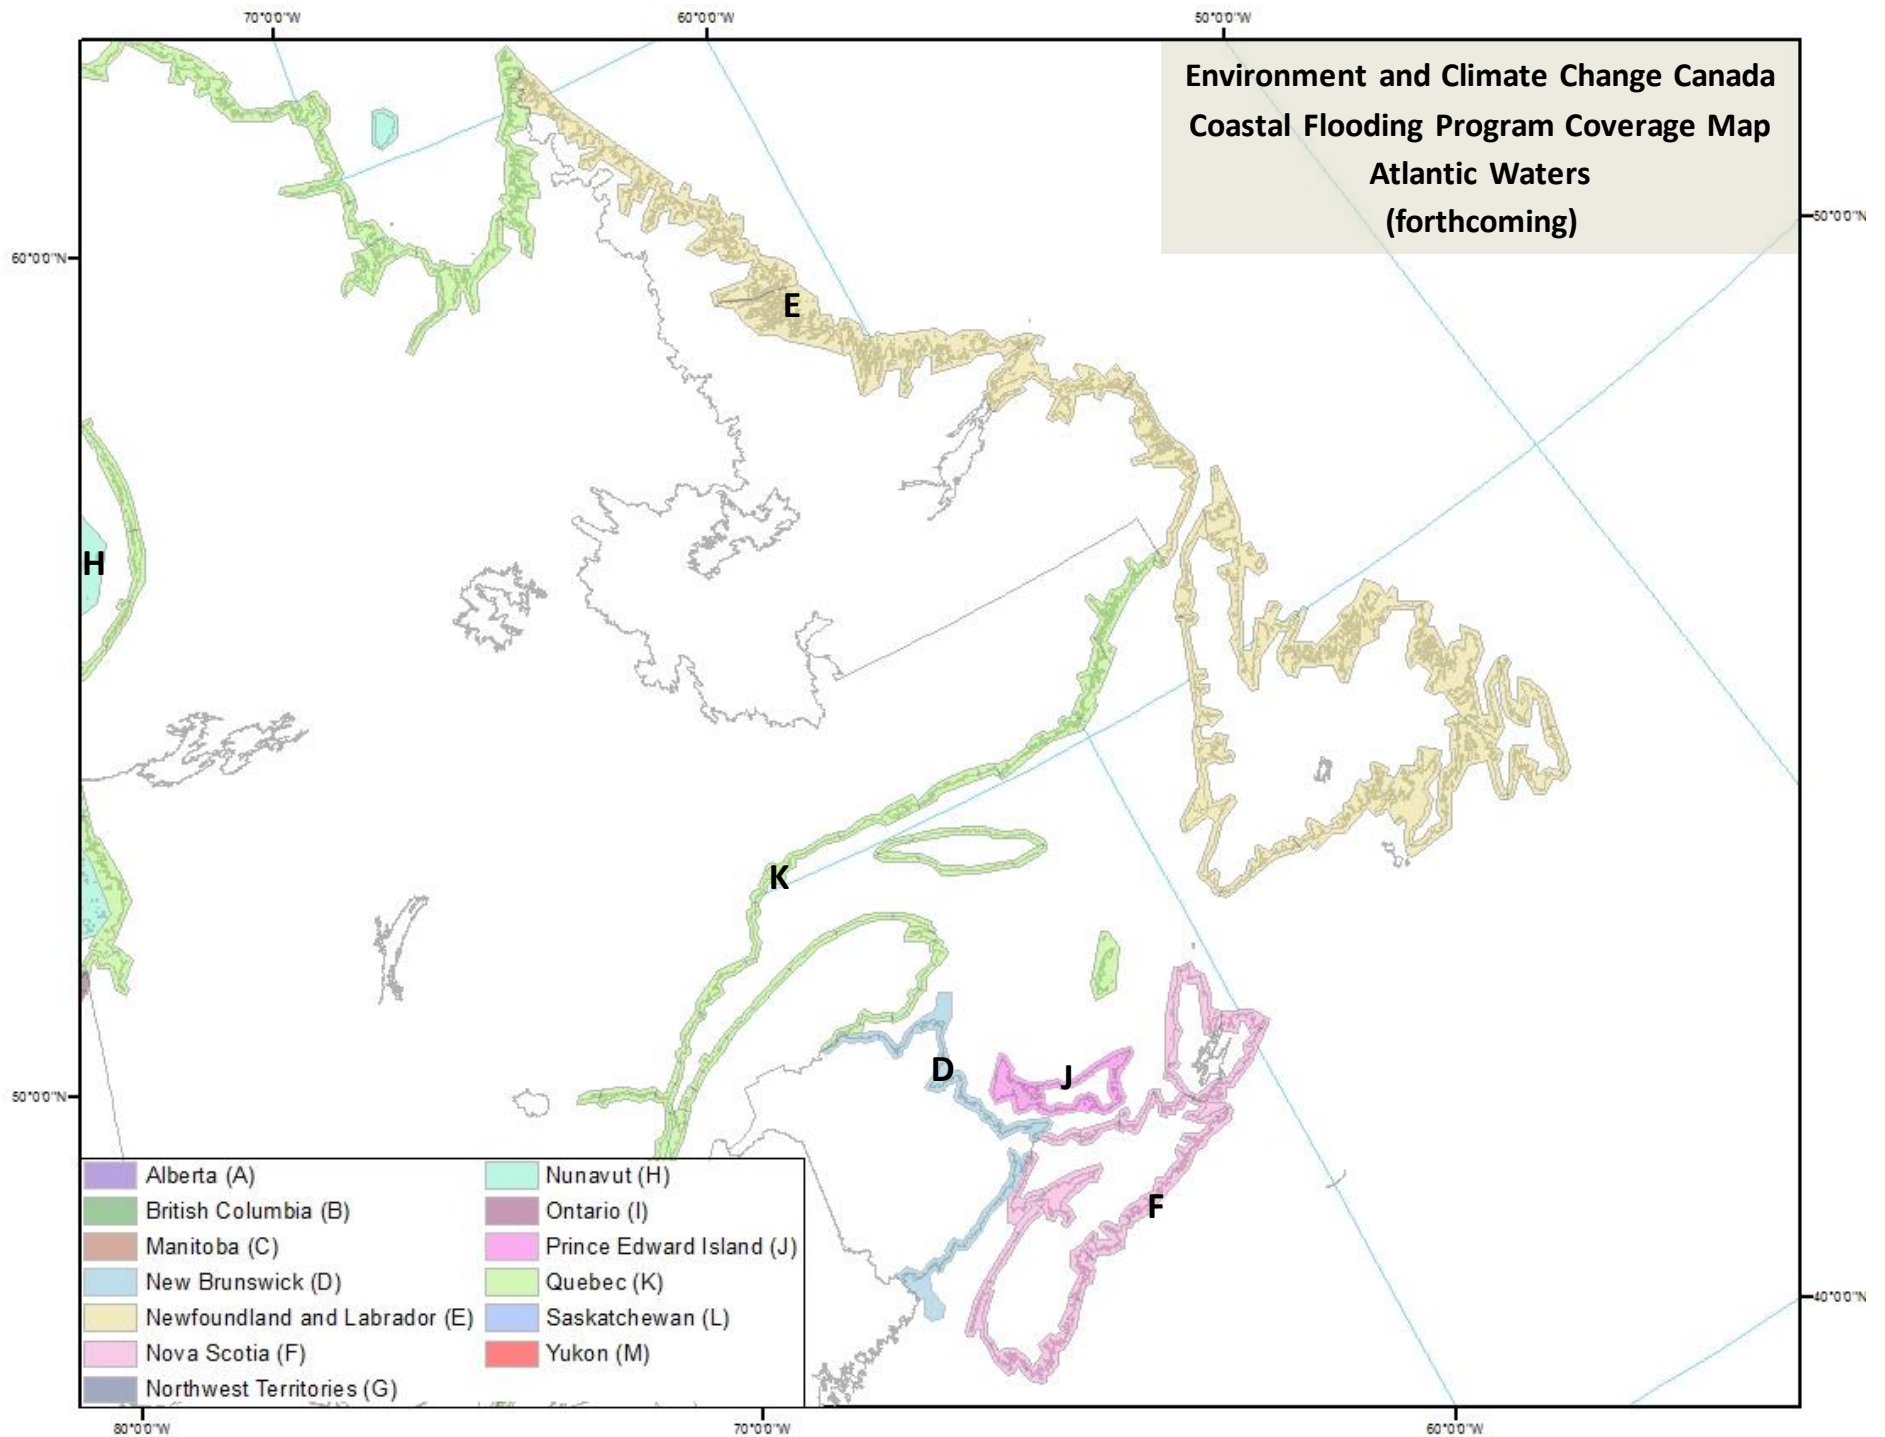 70°0'0"W
60°0'0"W
50°0'0"W
Environment and Climate Change Canada
Coastal Flooding Program Coverage Map
Atlantic Waters
(forthcoming)
50°0'0"N
60°0'0"N
E
H
K
D
J
F
50°0'0"N
Alberta (A)
British Columbia (B)
Manitoba (C)
New Brunswick (D)
Newfoundland and Labrador (E)
Nova Scotia (F)
Northwest Territories (G)
Nunavut (H)
Ontario (I)
Prince Edward Island (J)
Quebec (K)
Saskatchewan (L)
Yukon (M)
40°0'0"N
80°0'0"W
70°0'0"W
60°0'0"W